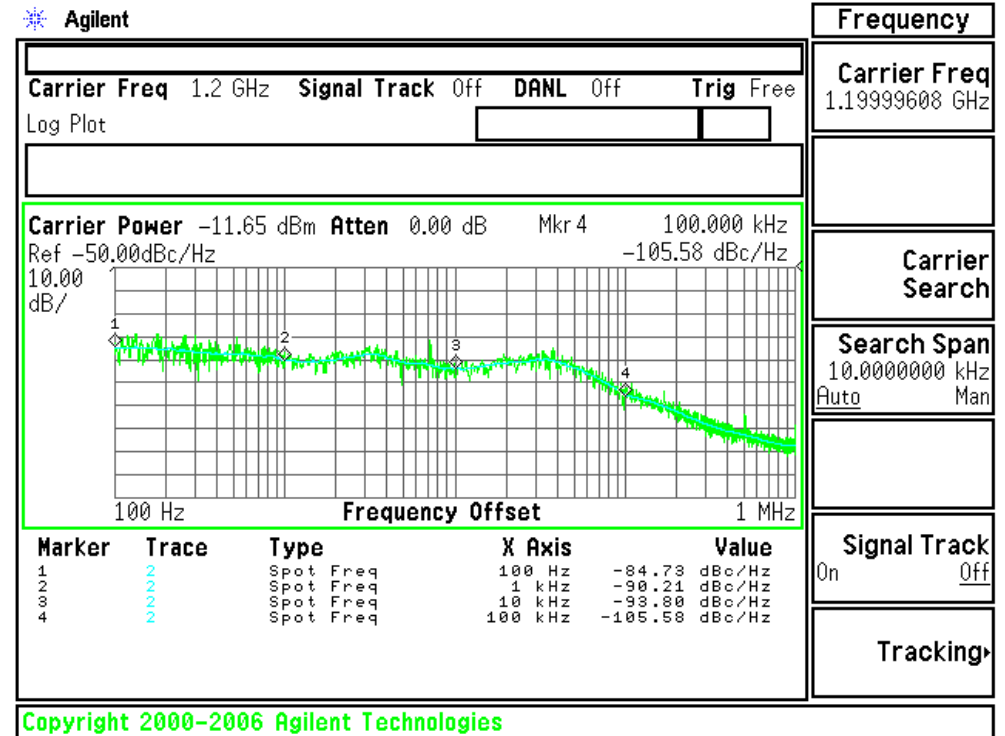 Agilent
Frequency
Carrier Freq 1.2 GHz Signal Track Off DANL Off Trig Free
Log Plot
Carrier Power -11.65 dBm Atten 0.00 dB Mkr 4 100.000 kHz
Ref -50.00dBc/Hz -105.58 dBc/Hz
10.00
dB/
1
2
3
4
100 Hz Frequency Offset 1 MHz
Marker Trace Type X Axis Value
1 2 Spot Freq 100 Hz -84.73 dBc/Hz
2 2 Spot Freq 1 kHz -90.21 dBc/Hz
3 2 Spot Freq 10 kHz -93.80 dBc/Hz
4 2 Spot Freq 100 kHz -105.58 dBc/Hz
Carrier Freq
1.19999608 GHz
Carrier
Search
Search Span
10.0000000 kHz
Auto Man
Signal Track
On Off
Tracking
Copyright 2000-2006 Agilent Technologies